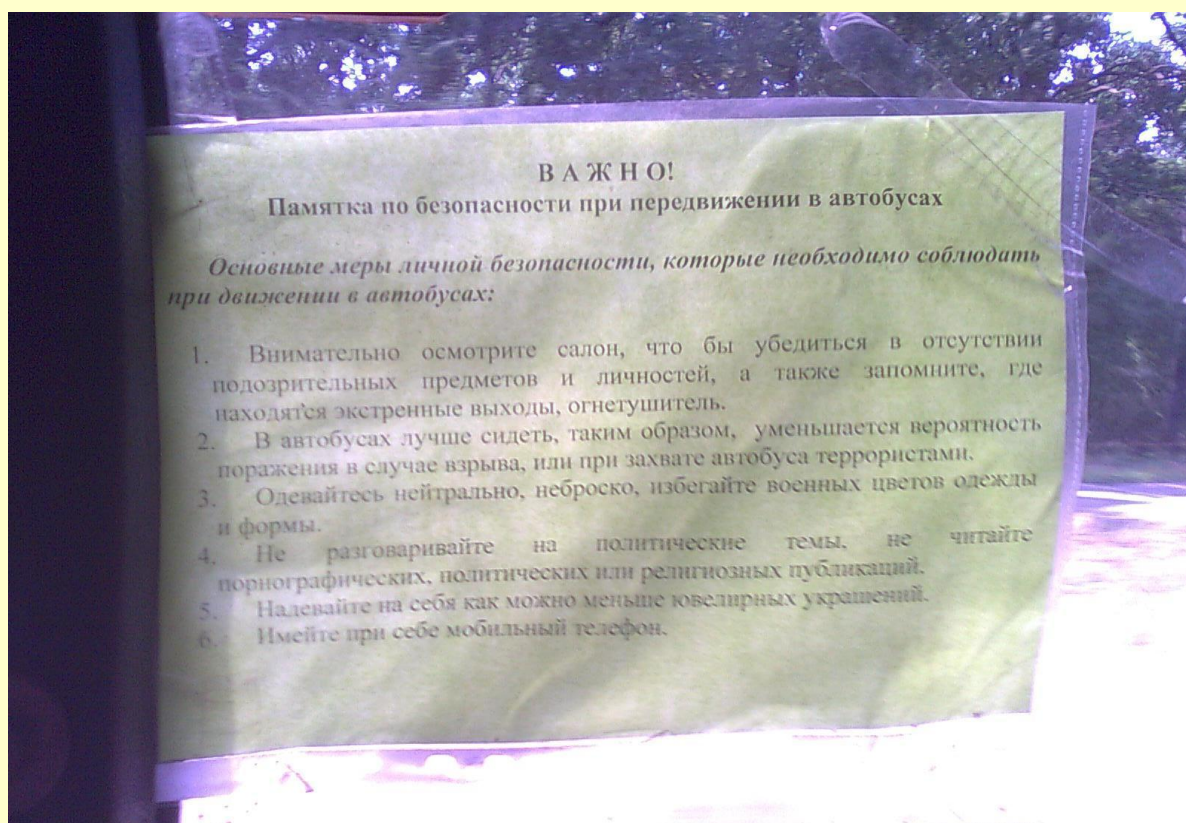 В А Ж Н О!
Памятка по безопасности при передвижении в автобусах
Основные меры личной безопасности, которые необходимо соблюдать
при движении в автобусах:
1. Внимательно осмотрите салон, что бы убедиться в отсутствии
подозрительных предметов и личностей, а также запомните, где
находятся экстренные выходы, огнетушитель.
2. В автобусах лучше сидеть, таким образом, уменьшается вероятность
поражения в случае взрыва, или при захвате автобуса террористами.
3. Одевайтесь нейтрально, неброско, избегайте военных цветов одежды
и формы.
4. Не разговаривайте на политические темы, не читайте
порнографических, политических или религиозных публикаций.
5. Надевайте на себя как можно меньше ювелирных украшений.
6. Имейте при себе мобильный телефон.